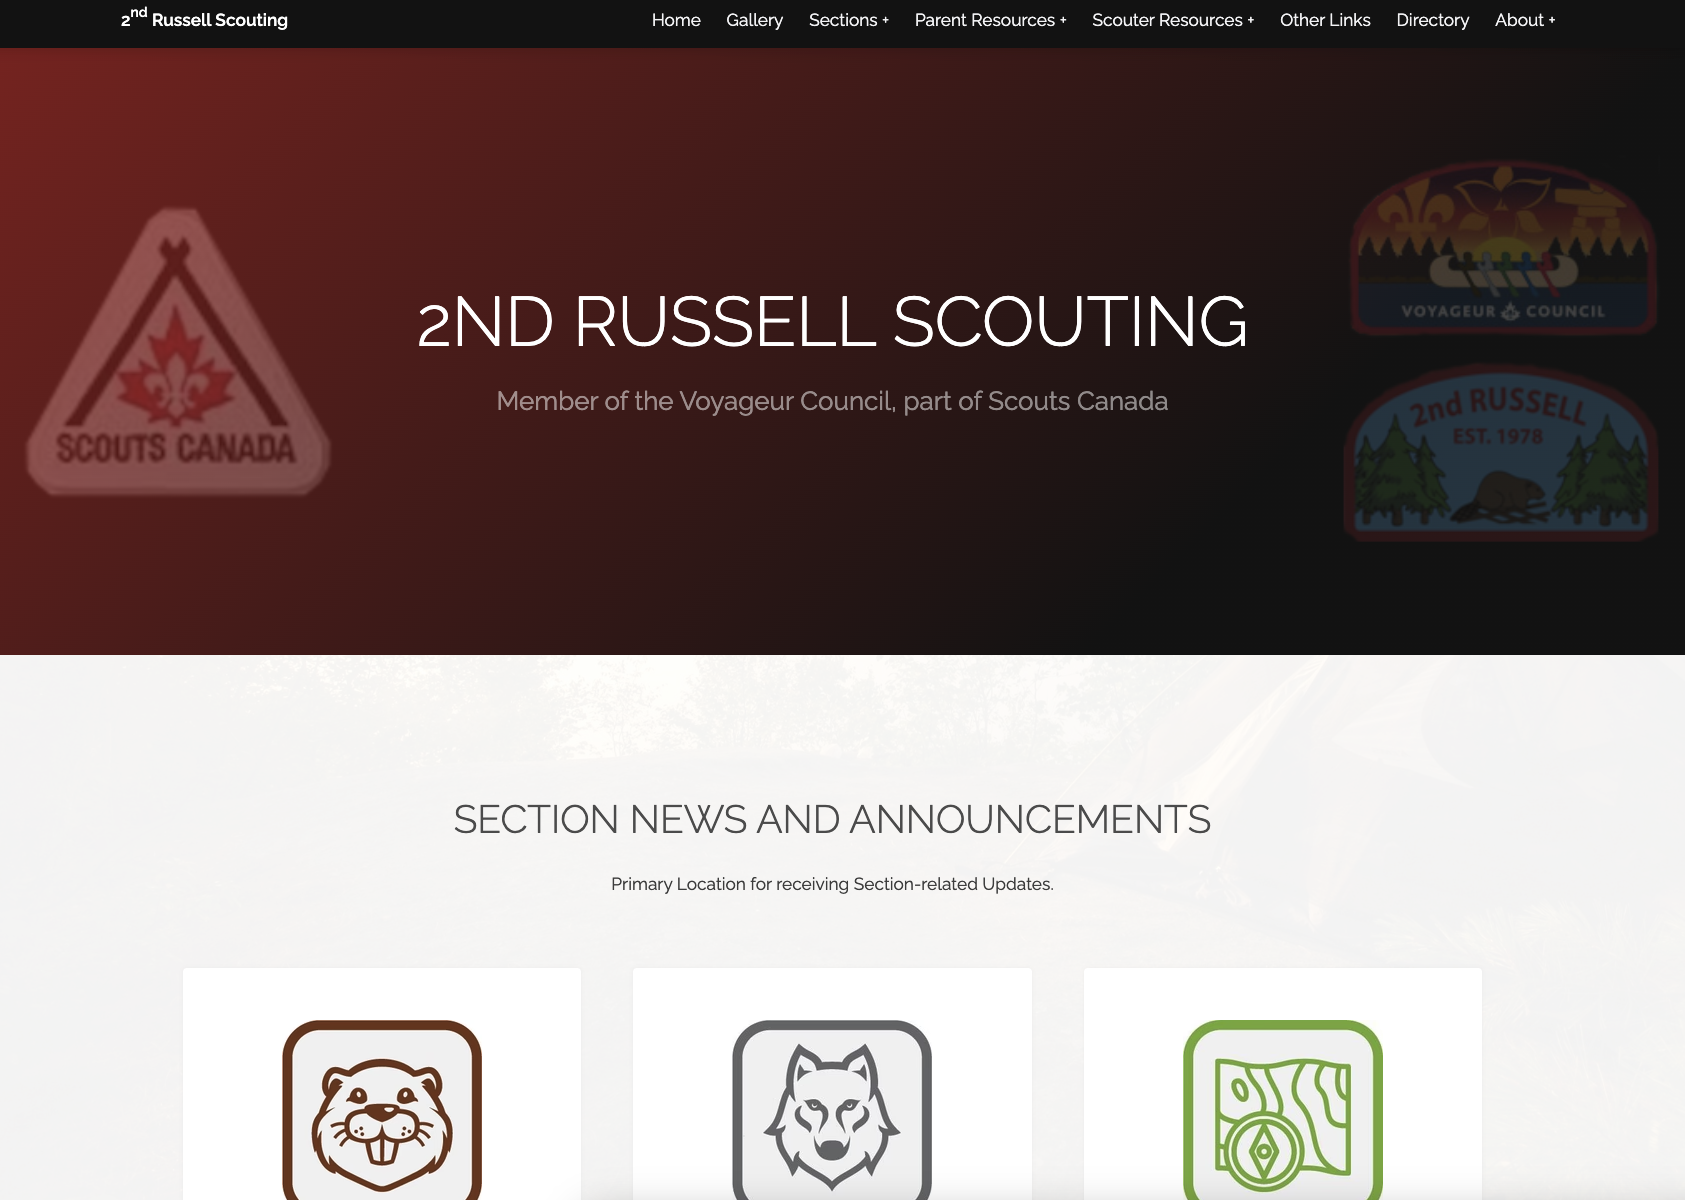 2nd Russell Scouting
Home Gallery Sections + Parent Resources + Scouter Resources + Other Links Directory About +
SCOUTS CANADA
2ND RUSSELL SCOUTING
Member of the Voyageur Council, part of Scouts Canada
VOYAGEUR COUNCIL
2nd RUSSELL
EST. 1978
SECTION NEWS AND ANNOUNCEMENTS
Primary Location for receiving Section-related Updates.